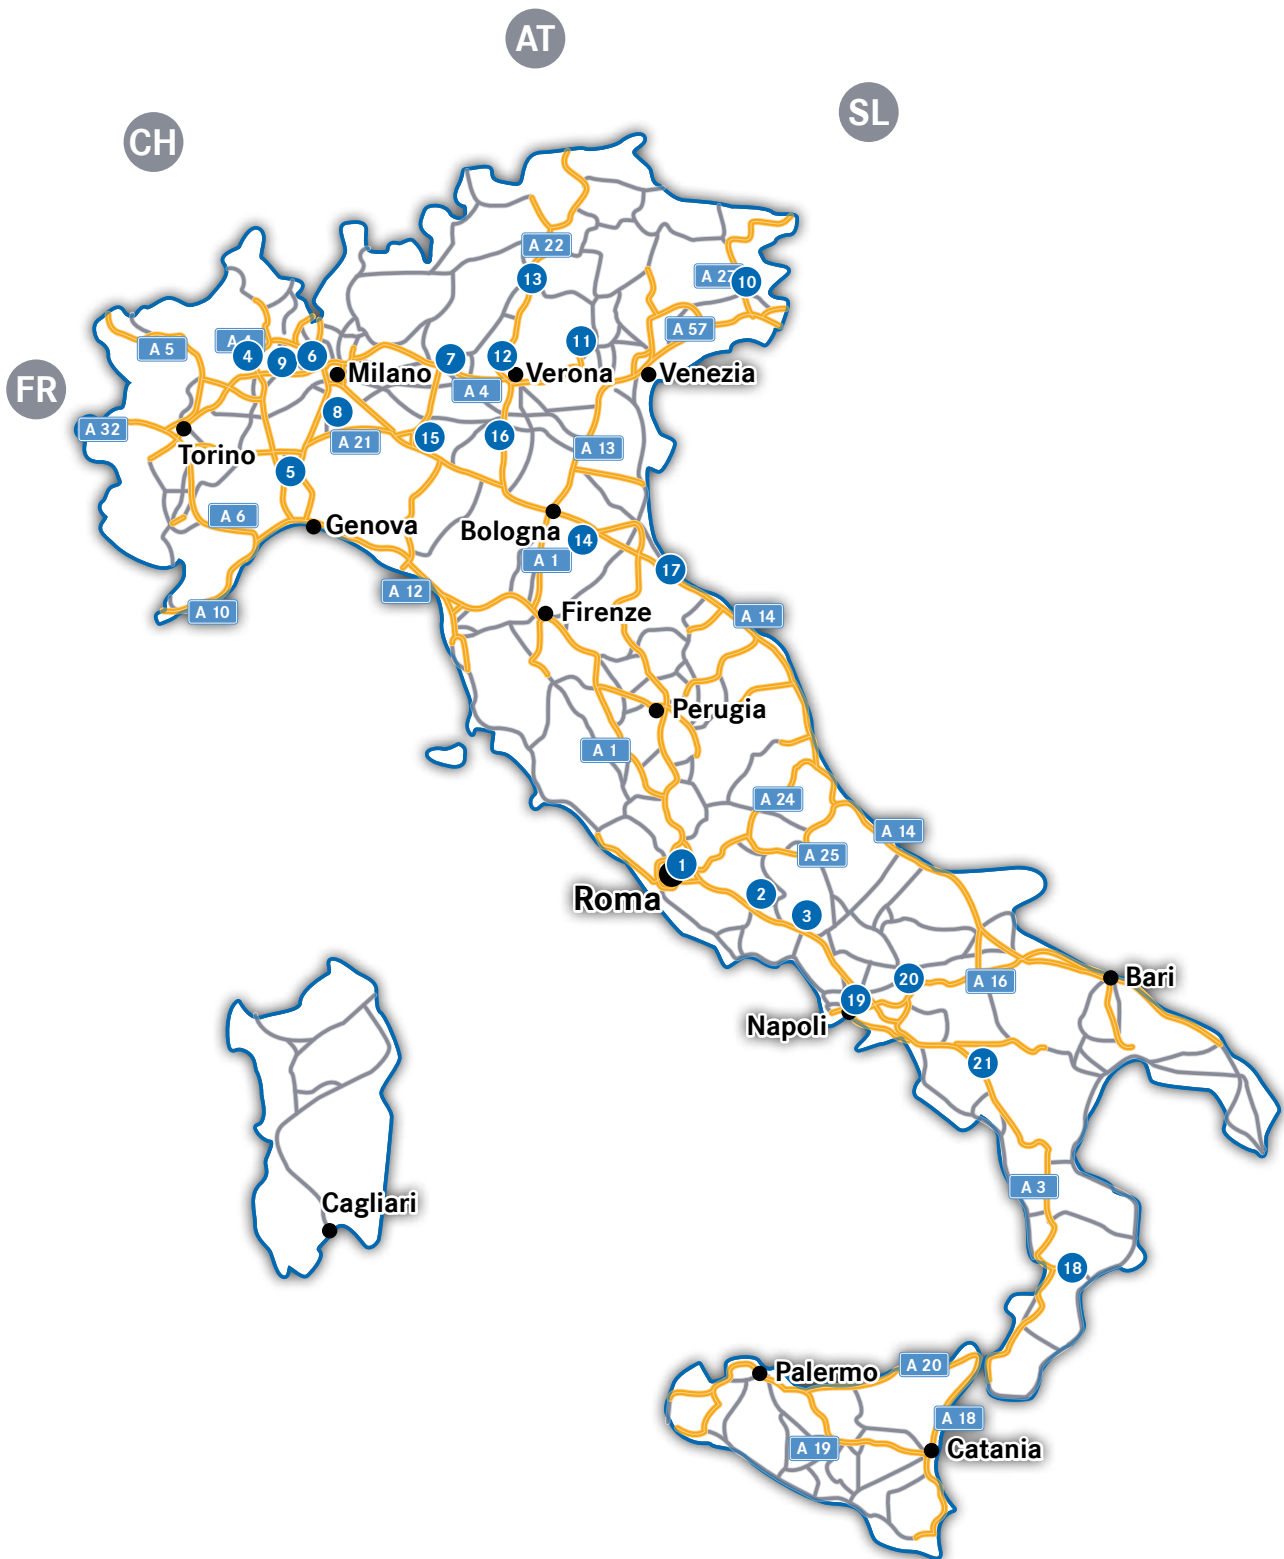 AT
SL
CH
FR
A 22
13
A 27
10
A 57
A 5
A 4
4
9
6
7
12
11
Milano
Verona
Venezia
A 4
8
A 32
Torino
A 21
15
16
A 13
5
A 6
Genova
Bologna
14
A 1
17
A 12
A 10
Firenze
A 14
Perugia
A 1
A 24
A 14
A 25
1
Roma
2
3
20
A 16
Bari
19
Napoli
21
A 3
Cagliari
18
Palermo
A 20
A 18
A 19
Catania